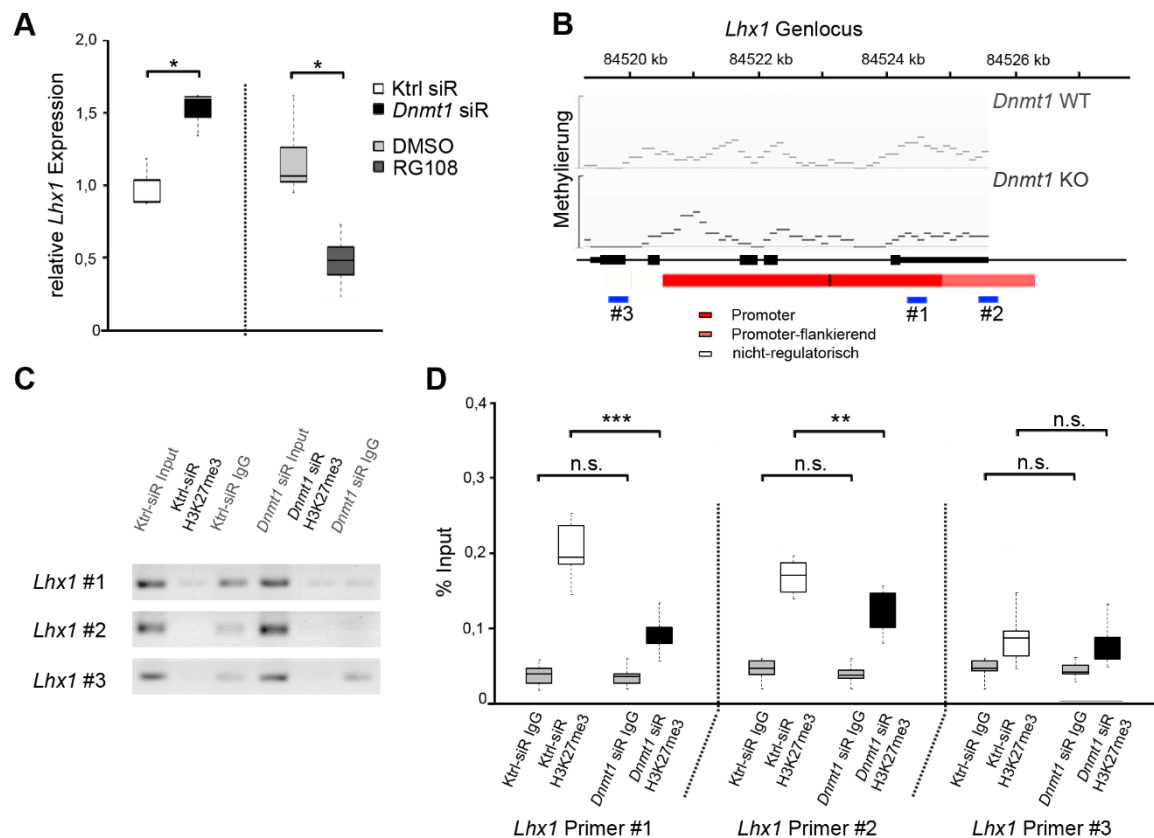 A
relative Lhx1 Expression
2,0
1,5
1,0
0,5
0
*
*
Ktrl siR
Dnmt1 siR
DMSO
RG108
B
Lhx1 Genlocus
84520 kb
84522 kb
84524 kb
84526 kb
Methylierung
Dnmt1 WT
Dnmt1 KO
#3
#1
#2
Promoter
Promoter-flankierend
nicht-regulatorisch
C
Ktrl-siR Input
Ktrl-siR
H3K27me3
Ktrl-siR IgG
Dnmt1 siR Input
Dnmt1 siR
H3K27me3
Dnmt1 siR IgG
Lhx1 #1
Lhx1 #2
Lhx1 #3
D
% Input
0,4
0,3
0,2
0,1
0
***
n.s.
**
n.s.
n.s.
n.s.
Ktrl-siR IgG
Ktrl-siR
H3K27me3
Dnmt1 siR IgG
Dnmt1 siR
H3K27me3
Ktrl-siR IgG
Ktrl-siR
H3K27me3
Dnmt1 siR IgG
Dnmt1 siR
H3K27me3
Ktrl-siR IgG
Ktrl-siR
H3K27me3
Dnmt1 siR IgG
Dnmt1 siR
H3K27me3
Lhx1 Primer #1
Lhx1 Primer #2
Lhx1 Primer #3